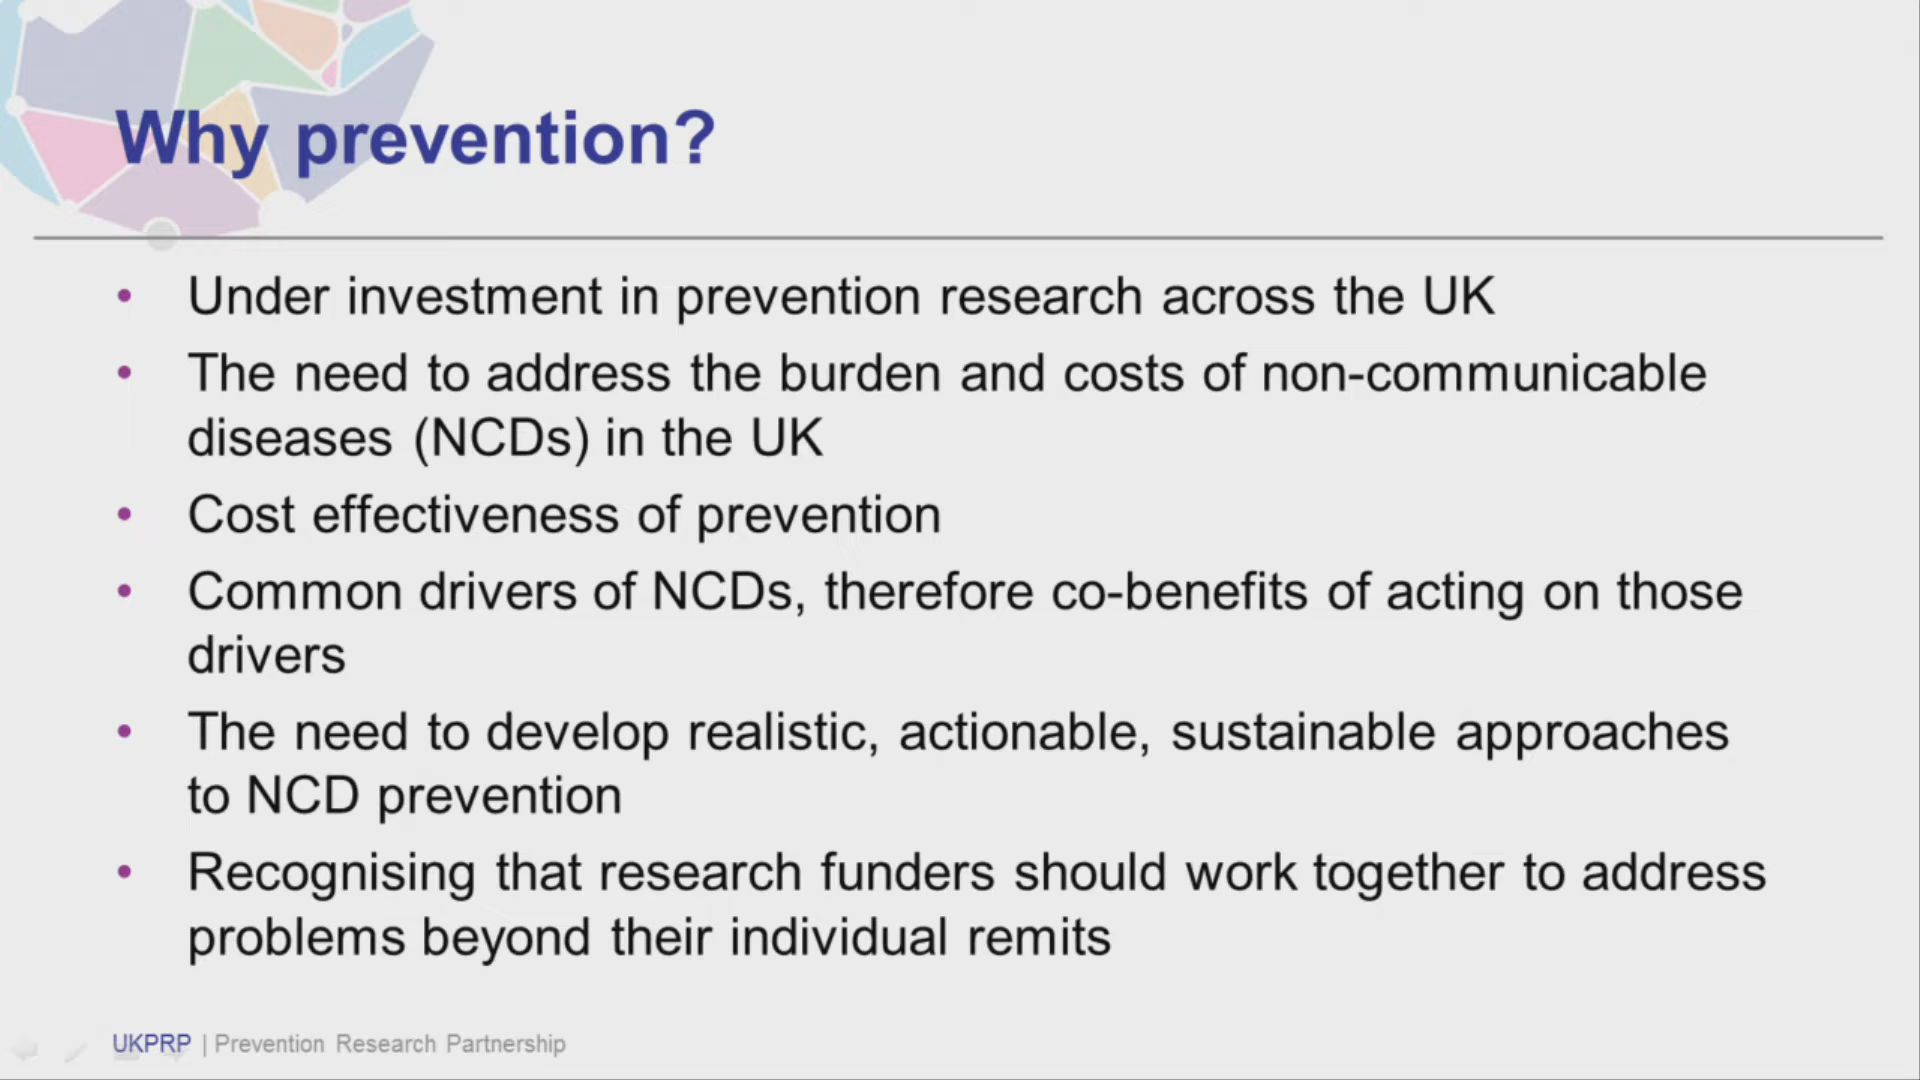 Why prevention?
• Under investment in prevention research across the UK
• The need to address the burden and costs of non-communicable
diseases (NCDs) in the UK
• Cost effectiveness of prevention
• Common drivers of NCDs, therefore co-benefits of acting on those
drivers
• The need to develop realistic, actionable, sustainable approaches
to NCD prevention
• Recognising that research funders should work together to address
problems beyond their individual remits
UKPRP | Prevention Research Partnership